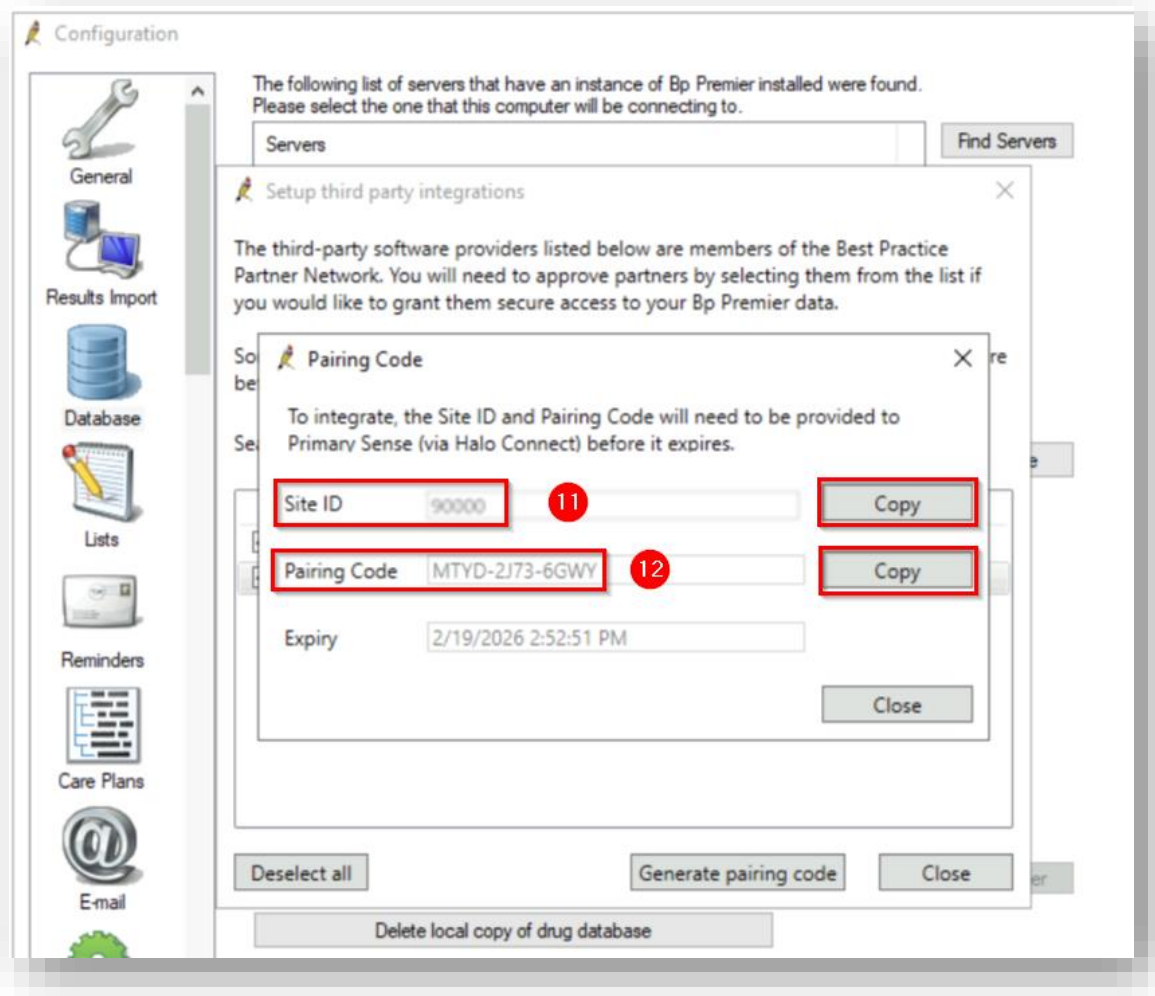 Configuration
The following list of servers that have an instance of Bp Premier installed were found.
Please select the one that this computer will be connecting to.
Servers
Find Servers
General
Results Import
Database
Lists
Reminders
Care Plans
E-mail
Setup third party integrations
The third-party software providers listed below are members of the Best Practice
Partner Network. You will need to approve partners by selecting them from the list if
you would like to grant them secure access to your Bp Premier data.
Pairing Code
To integrate, the Site ID and Pairing Code will need to be provided to
Primary Sense (via Halo Connect) before it expires.
Site ID 90000 11 Copy
Pairing Code MTYD-2J73-6GWY 12 Copy
Expiry 2/19/2026 2:52:51 PM
Close
Deselect all Generate pairing code Close
Delete local copy of drug database